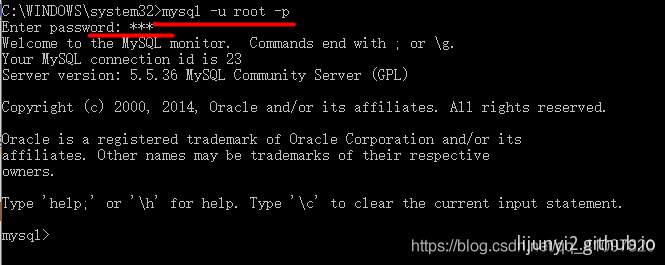 C:\WINDOWS\system32>mysql -u root -p
Enter password: ***
Welcome to the MySQL monitor.  Commands end with ; or \g.
Your MySQL connection id is 23
Server version: 5.5.36 MySQL Community Server (GPL)
Copyright (c) 2000, 2014, Oracle and/or its affiliates. All rights reserved.
Oracle is a registered trademark of Oracle Corporation and/or its
affiliates. Other names may be trademarks of their respective
owners.
Type 'help;' or '\h' for help. Type '\c' to clear the current input statement.
mysql>
lijunyi2.github.io